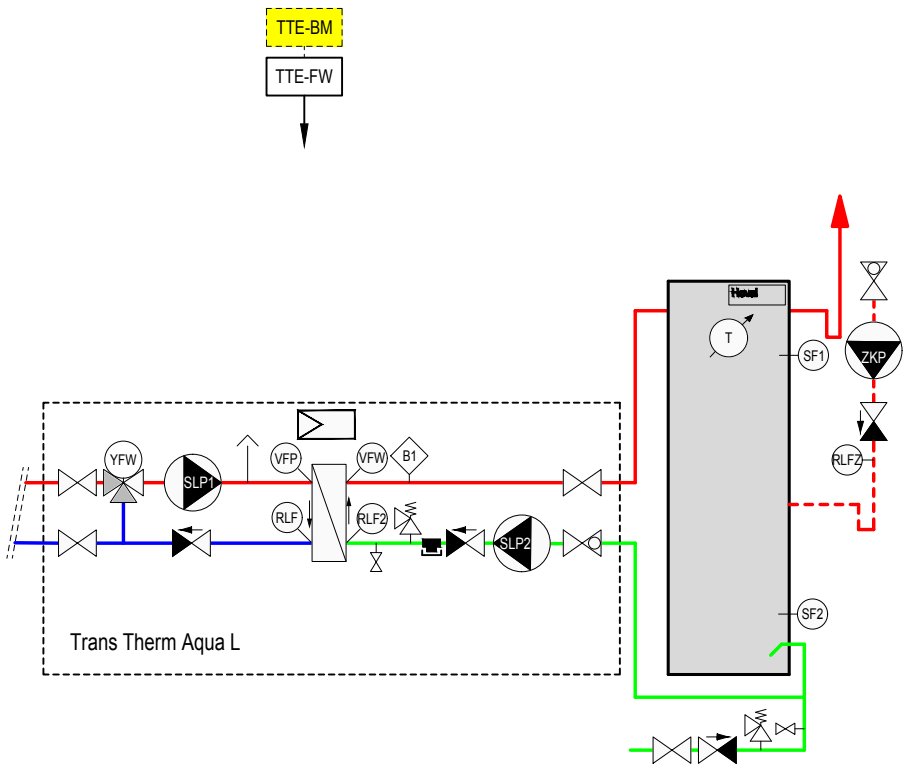 TTE-BM
TTE-FW
Hoval
T
SF1
ZKP
YFW
VFP
VFW
B1
SLP1
RLFZ
RLF
RLF2
SLP2
SF2
Trans Therm Aqua L